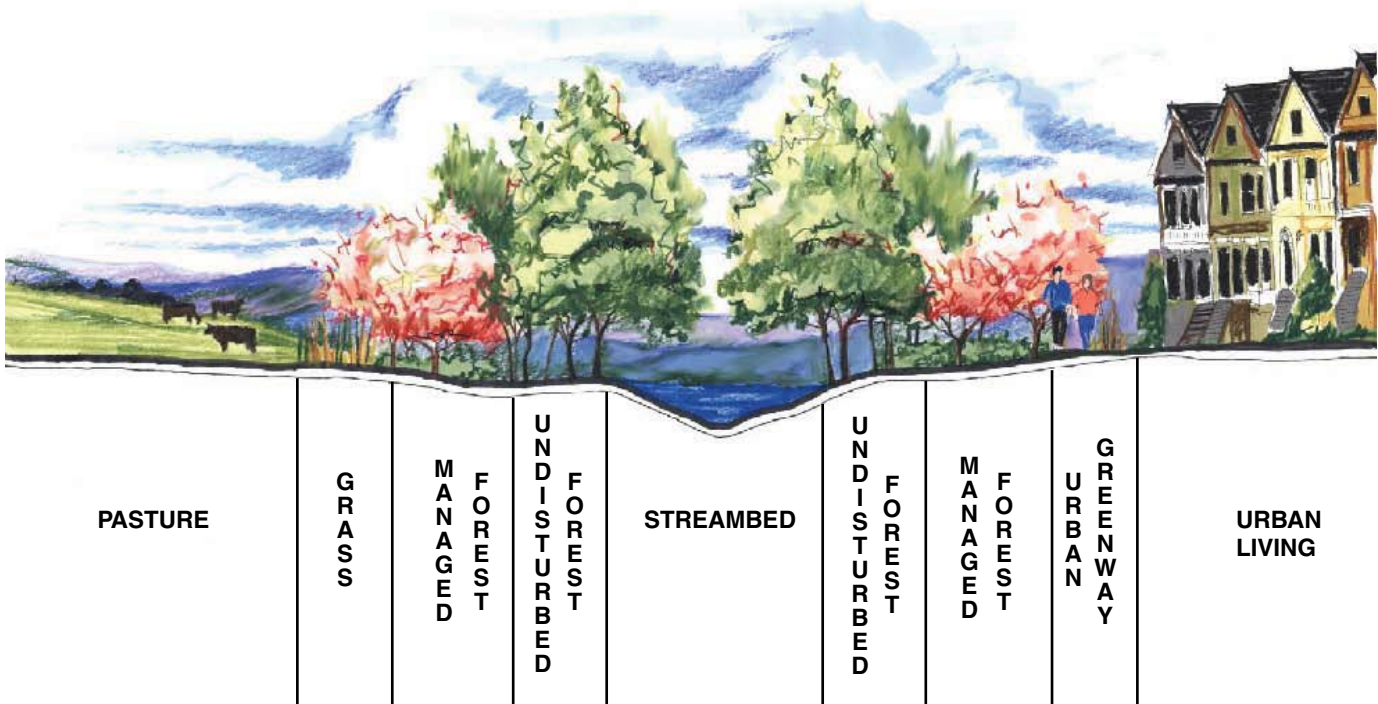 PASTURE
GRASS
MANAGED
FOREST
UNDISTURBED
FOREST
STREAMBED
UNDISTURBED
FOREST
MANAGED
FOREST
URBAN
GREENWAY
URBAN
LIVING